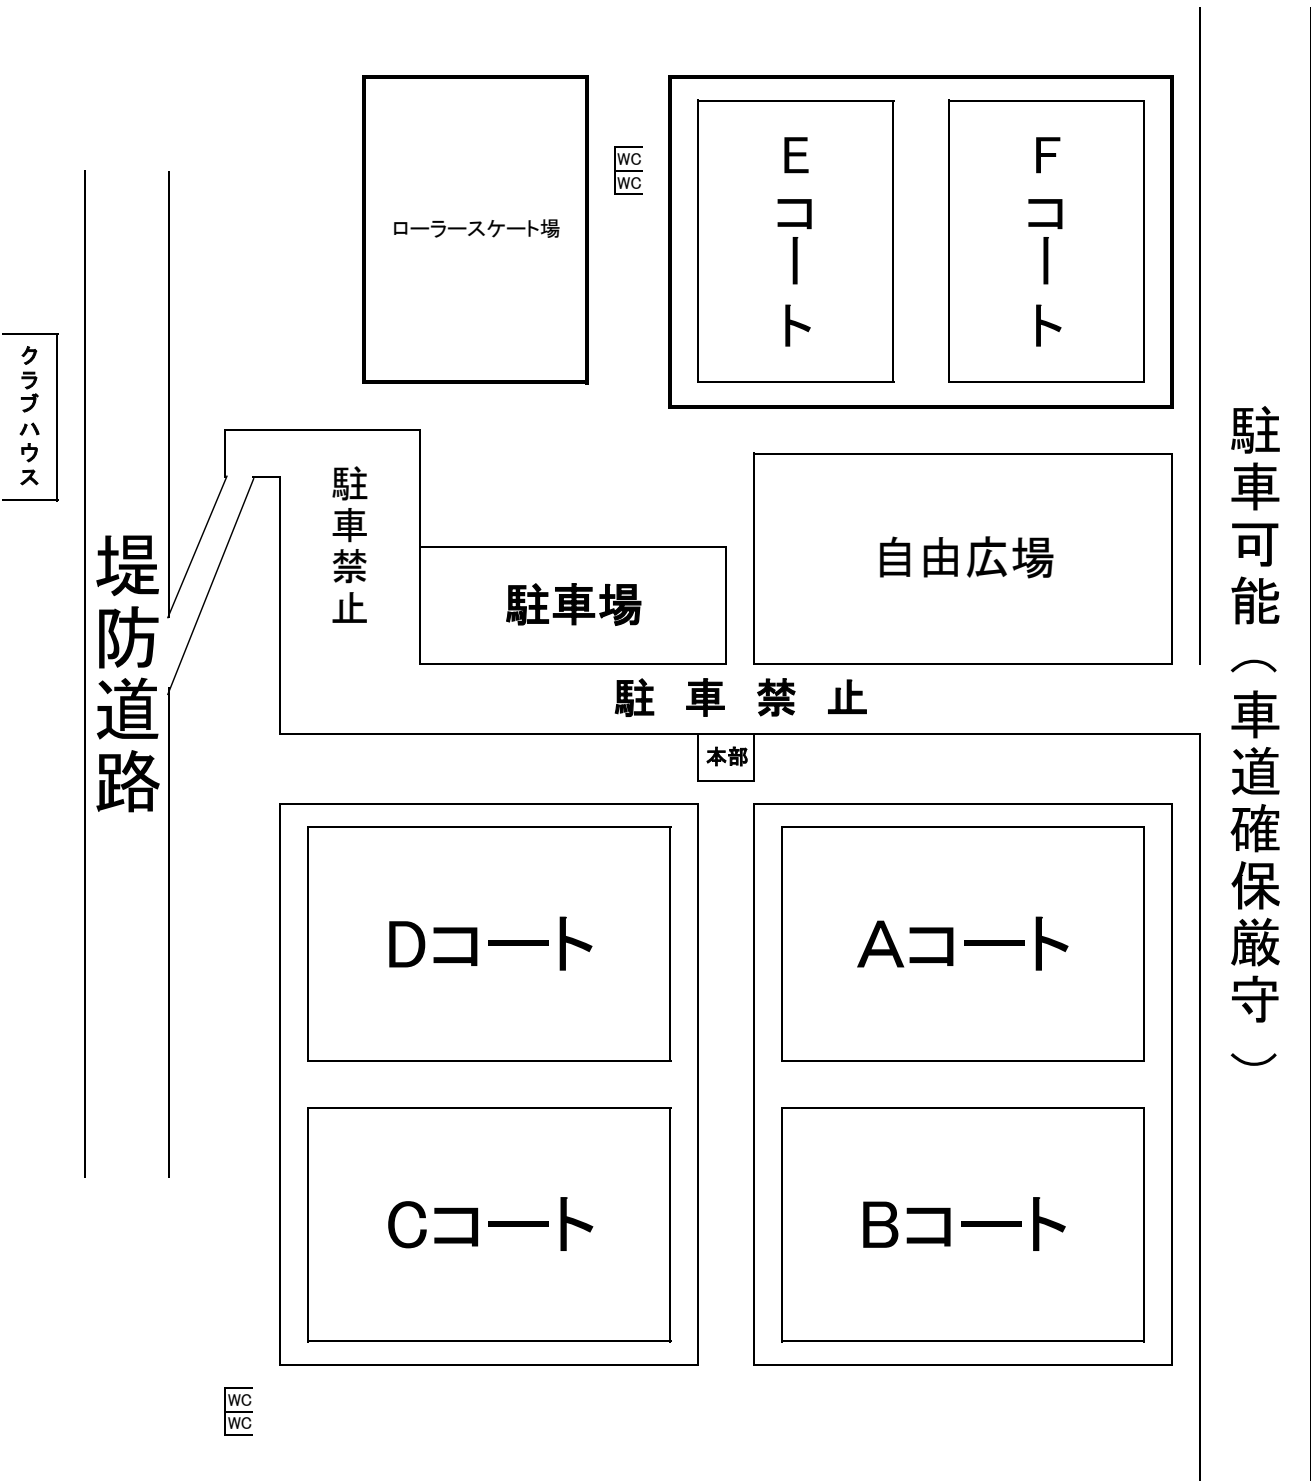 Eコート
Fコート
WC
WC
ローラースケート場
クラブハウス
駐車禁止
自由広場
駐車場
駐車可能（車道確保厳守）
堤防道路
駐車禁止
本部
Dコート
Aコート
Cコート
Bコート
WC
WC